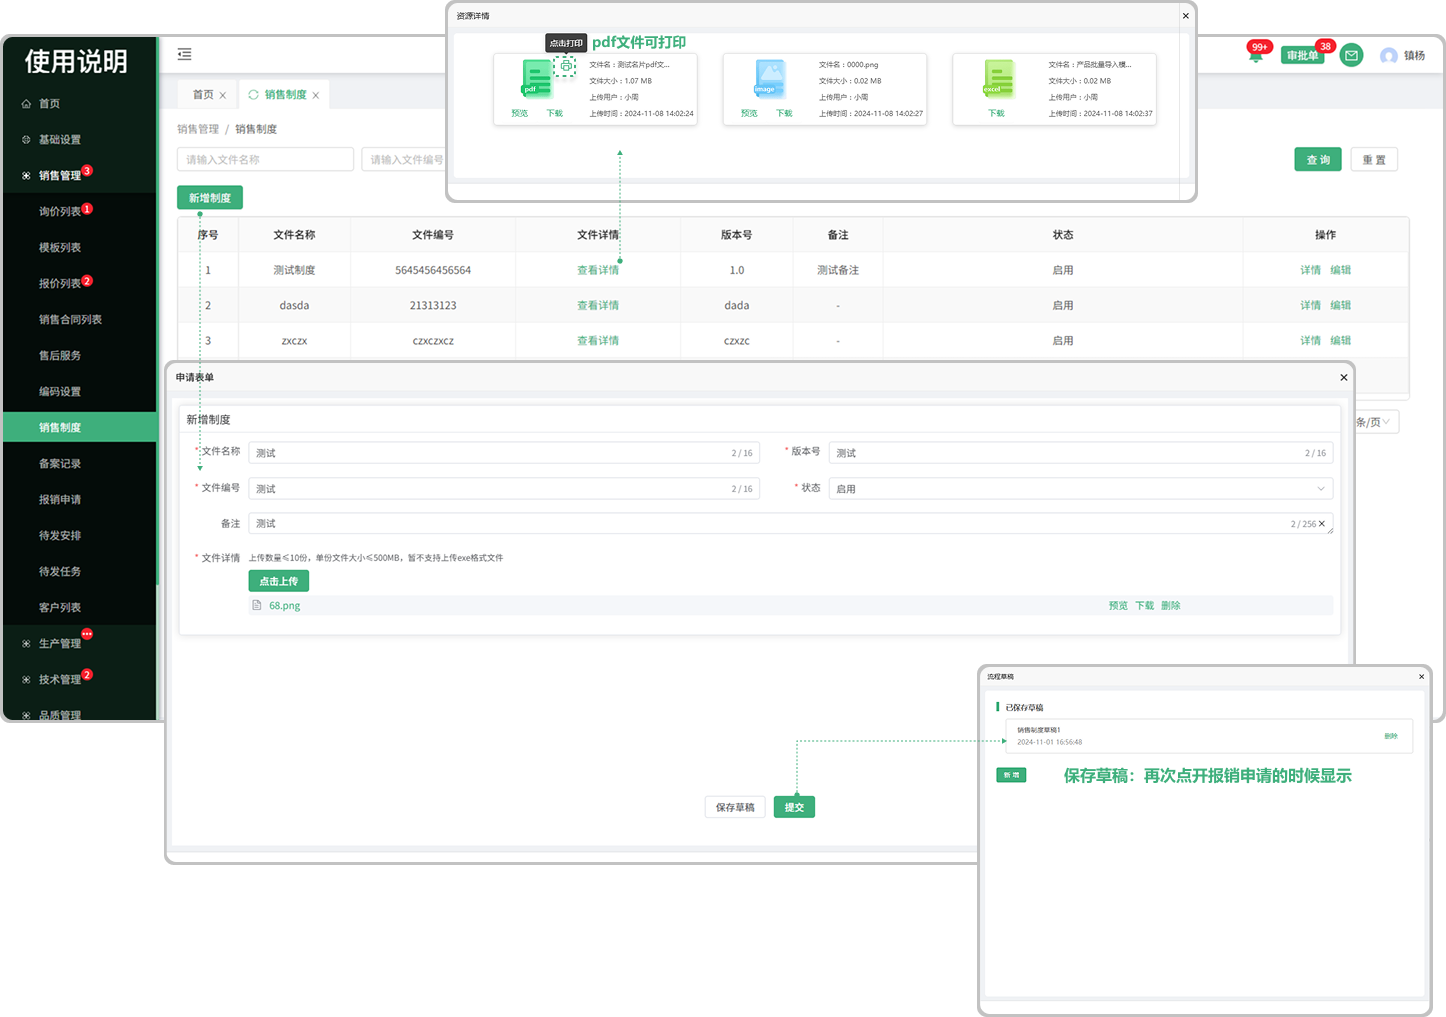 使用说明
首页
基础设置
销售管理 3
询价列表 1
模板列表
报价列表 2
销售合同列表
售后服务
编码设置
销售制度
备案记录
报销申请
待发安排
待发任务
客户列表
生产管理
技术管理 2
品质管理
首页
销售制度
99+
审批单 38
镇杨
销售管理 / 销售制度
请输入文件名称
请输入文件编号
查 询
重 置
新增制度
序号 文件名称 文件编号 文件详情 版本号 备注 状态 操作
1 测试制度 5645456456564 查看详情 1.0 测试备注 启用 详情 编辑
2 dasda 21313123 查看详情 dada - 启用 详情 编辑
3 zxczx czxczxcz 查看详情 czxzc - 启用 详情 编辑
条/页
资源详情
点击打印
pdf文件可打印
pdf
预览 下载
文件名：测试名片pdf文...
文件大小：1.07 MB
上传用户：小周
上传时间：2024-11-08 14:02:24
image
预览 下载
文件名：0000.png
文件大小：0.02 MB
上传用户：小周
上传时间：2024-11-08 14:02:27
excel
下载
文件名：产品批量导入模...
文件大小：0.02 MB
上传用户：小周
上传时间：2024-11-08 14:02:37
申请表单
新增制度
* 文件名称 测试 2 / 16
* 版本号 测试 2 / 16
* 文件编号 测试 2 / 16
* 状态 启用
备注 测试 2 / 256
* 文件详情 上传数量≤10份，单份文件大小≤500MB，暂不支持上传exe格式文件
点击上传
68.png 预览 下载 删除
保存草稿
提交
流程草稿
已保存草稿
销售制度草稿1
2024-11-01 16:56:48
删除
新 增
保存草稿：再次点开报销申请的时候显示